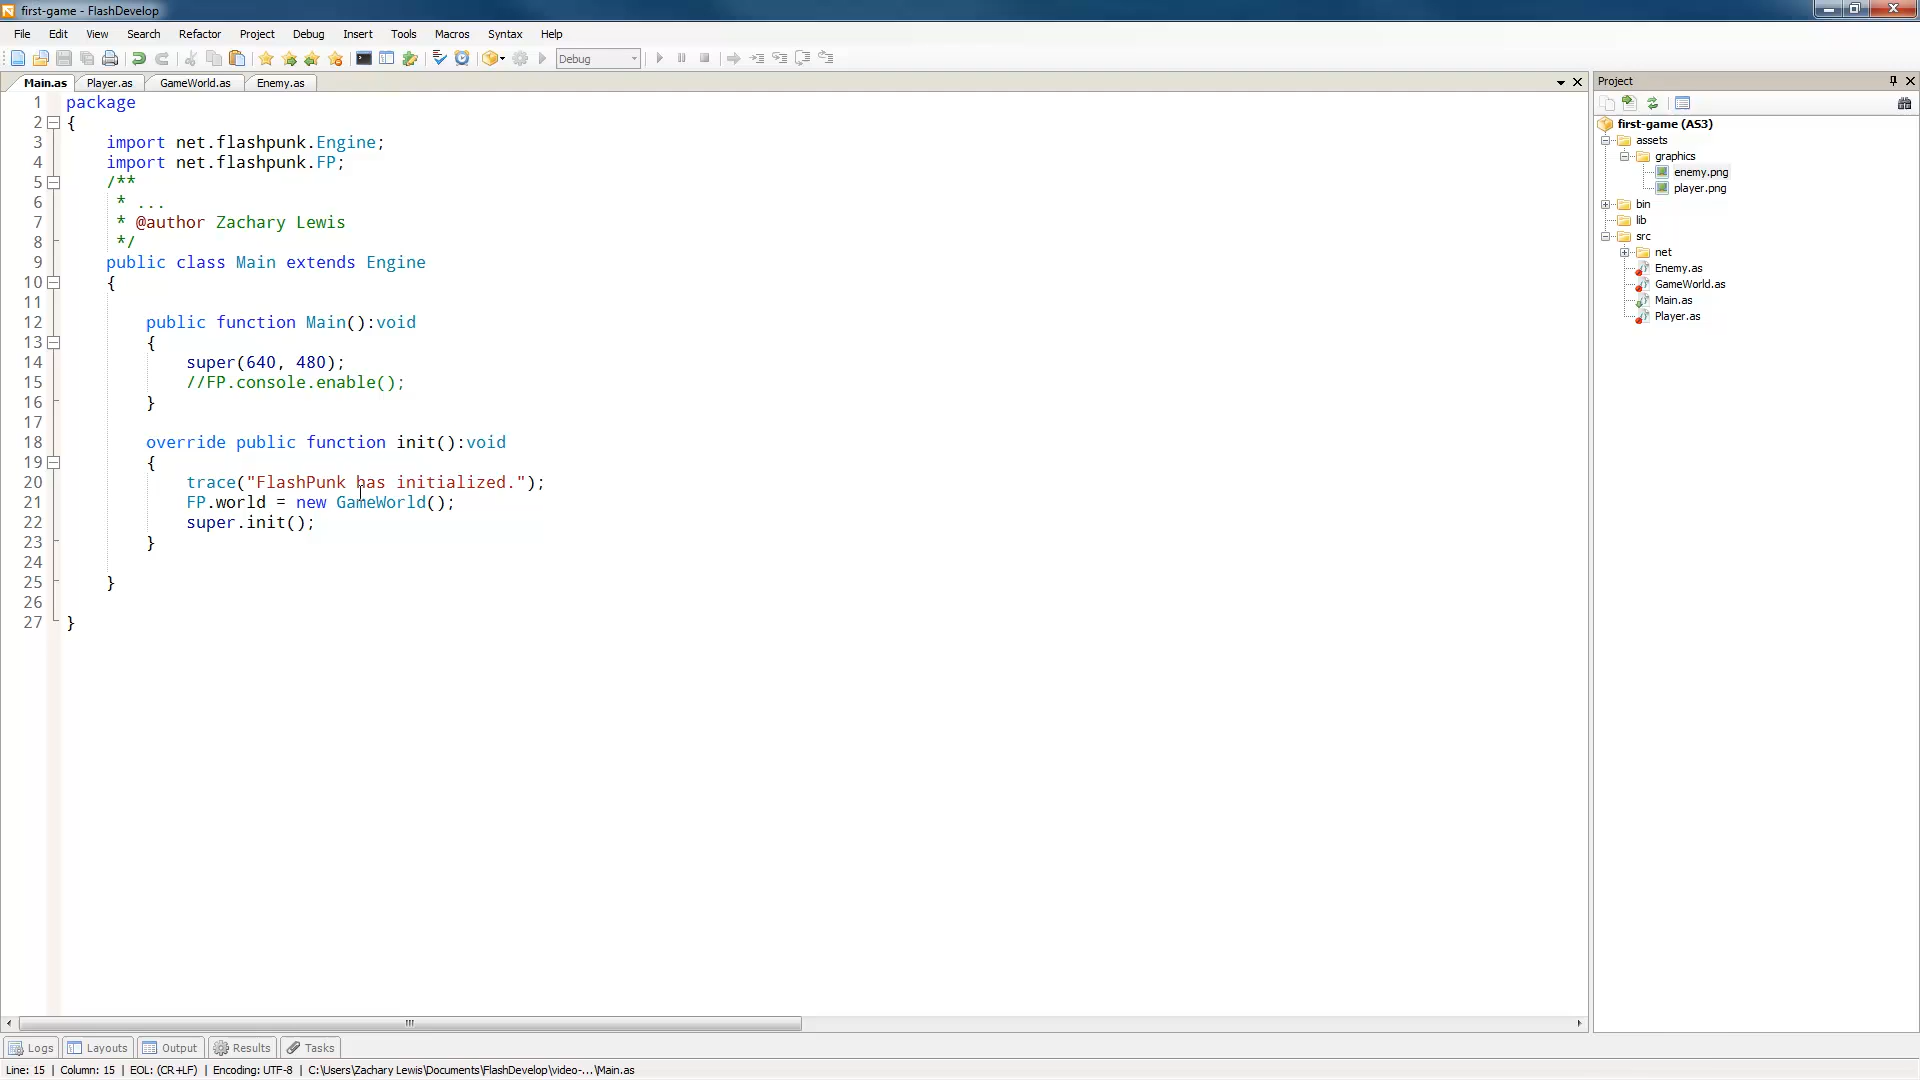 first-game - FlashDevelop
File Edit View Search Refactor Project Debug Insert Tools Macros Syntax Help
Debug
Main.as Player.as GameWorld.as Enemy.as
1 package
2 {
3 import net.flashpunk.Engine;
4 import net.flashpunk.FP;
5 /**
6 * ...
7 * @author Zachary Lewis
8 */
9 public class Main extends Engine
10 {
11
12 public function Main():void
13 {
14 super(640, 480);
15 //FP.console.enable();
16 }
17
18 override public function init():void
19 {
20 trace("FlashPunk has initialized.");
21 FP.world = new GameWorld();
22 super.init();
23 }
24
25 }
26
27 }
Project
first-game (AS3)
assets
graphics
enemy.png
player.png
bin
lib
src
net
Enemy.as
GameWorld.as
Main.as
Player.as
Logs Layouts Output Results Tasks
Line: 15 | Column: 15 | EOL: (CR+LF) | Encoding: UTF-8 | C:\Users\Zachary Lewis\Documents\FlashDevelop\video-...\Main.as